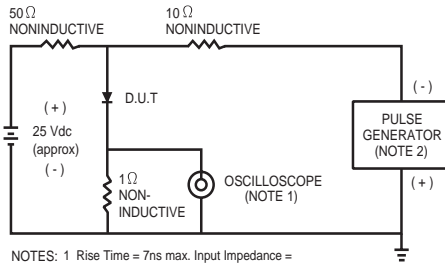 50Ω
NONINDUCTIVE
10Ω
NONINDUCTIVE
D.U.T
( + )
25 Vdc
(approx)
( - )
1Ω
NON-
INDUCTIVE
OSCILLOSCOPE
(NOTE 1)
( - )
PULSE
GENERATOR
(NOTE 2)
( + )
NOTES: 1 Rise Time = 7ns max. Input Impedance =